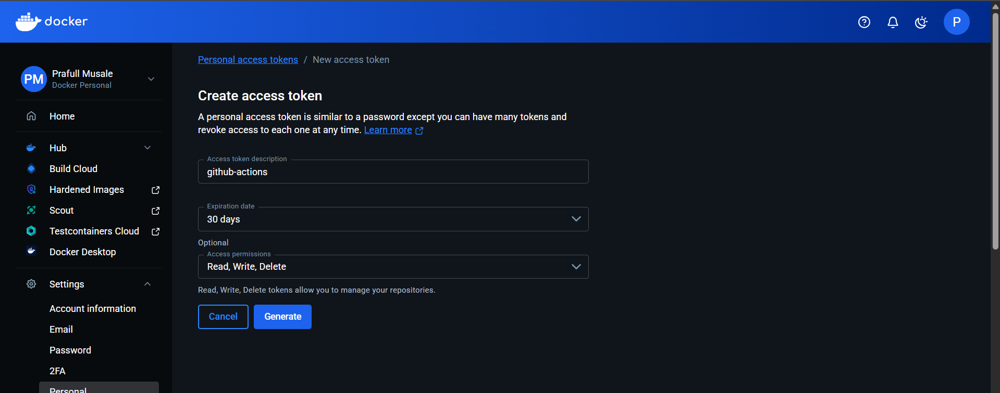 docker
P
PM
Prafull Musale
Docker Personal
Home
Hub
Build Cloud
Hardened Images
Scout
Testcontainers Cloud
Docker Desktop
Settings
Account information
Email
Password
2FA
Personal
Personal access tokens / New access token
Create access token
A personal access token is similar to a password except you can have many tokens and
revoke access to each one at any time. Learn more
Access token description
github-actions
Expiration date
30 days
Optional
Access permissions
Read, Write, Delete
Read, Write, Delete tokens allow you to manage your repositories.
Cancel Generate